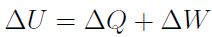 ΔU = ΔQ + ΔW